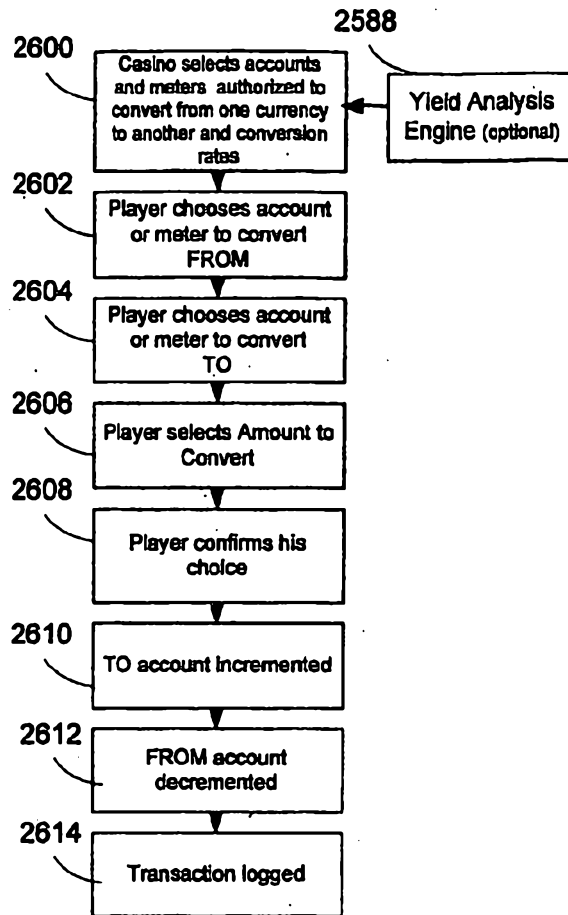 2588
2600
Casino selects accounts
and meters authorized to
convert from one currency
to another and conversion
rates
Yield Analysis
Engine (optional)
2602
Player chooses account
or meter to convert
FROM
2604
Player chooses account
or meter to convert
TO
2606
Player selects Amount to
Convert
2608
Player confirms his
choice
2610
TO account incremented
2612
FROM account
decremented
2614
Transaction logged